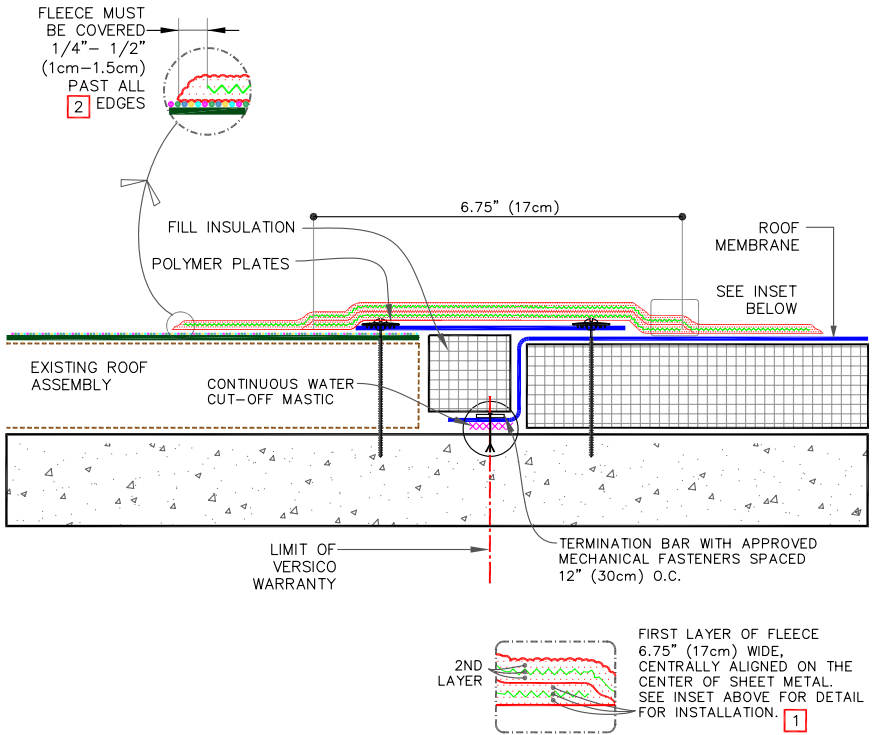 FLEECE MUST
BE COVERED
1/4"- 1/2"
(1cm-1.5cm)
PAST ALL
2 EDGES
6.75" (17cm)
FILL INSULATION
POLYMER PLATES
ROOF
MEMBRANE
SEE INSET
BELOW
EXISTING ROOF
ASSEMBLY
CONTINUOUS WATER
CUT-OFF MASTIC
LIMIT OF
VERSICO
WARRANTY
TERMINATION BAR WITH APPROVED
MECHANICAL FASTENERS SPACED
12" (30cm) O.C.
2ND
LAYER
FIRST LAYER OF FLEECE
6.75" (17cm) WIDE,
CENTRALLY ALIGNED ON THE
CENTER OF SHEET METAL.
SEE INSET ABOVE FOR DETAIL
FOR INSTALLATION. 1